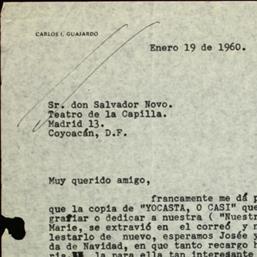 CARLOS I. GUAJARDO
Enero 19 de 1960.
Sr. don Salvador Novo.
Teatro de la Capilla.
Madrid 13.
Coyoacán, D.F.
Muy querido amigo,
francamente me dá p
que la copia de "YOCASTA, O CASI" que
grafiar o dedicar a nuestra ( "Nuestr
Marie, se extravió en el correó y
lestarlo de nuevo, esperamos Josée y
da de Navidad, en que tanto recargo h
la para ella tan interesante